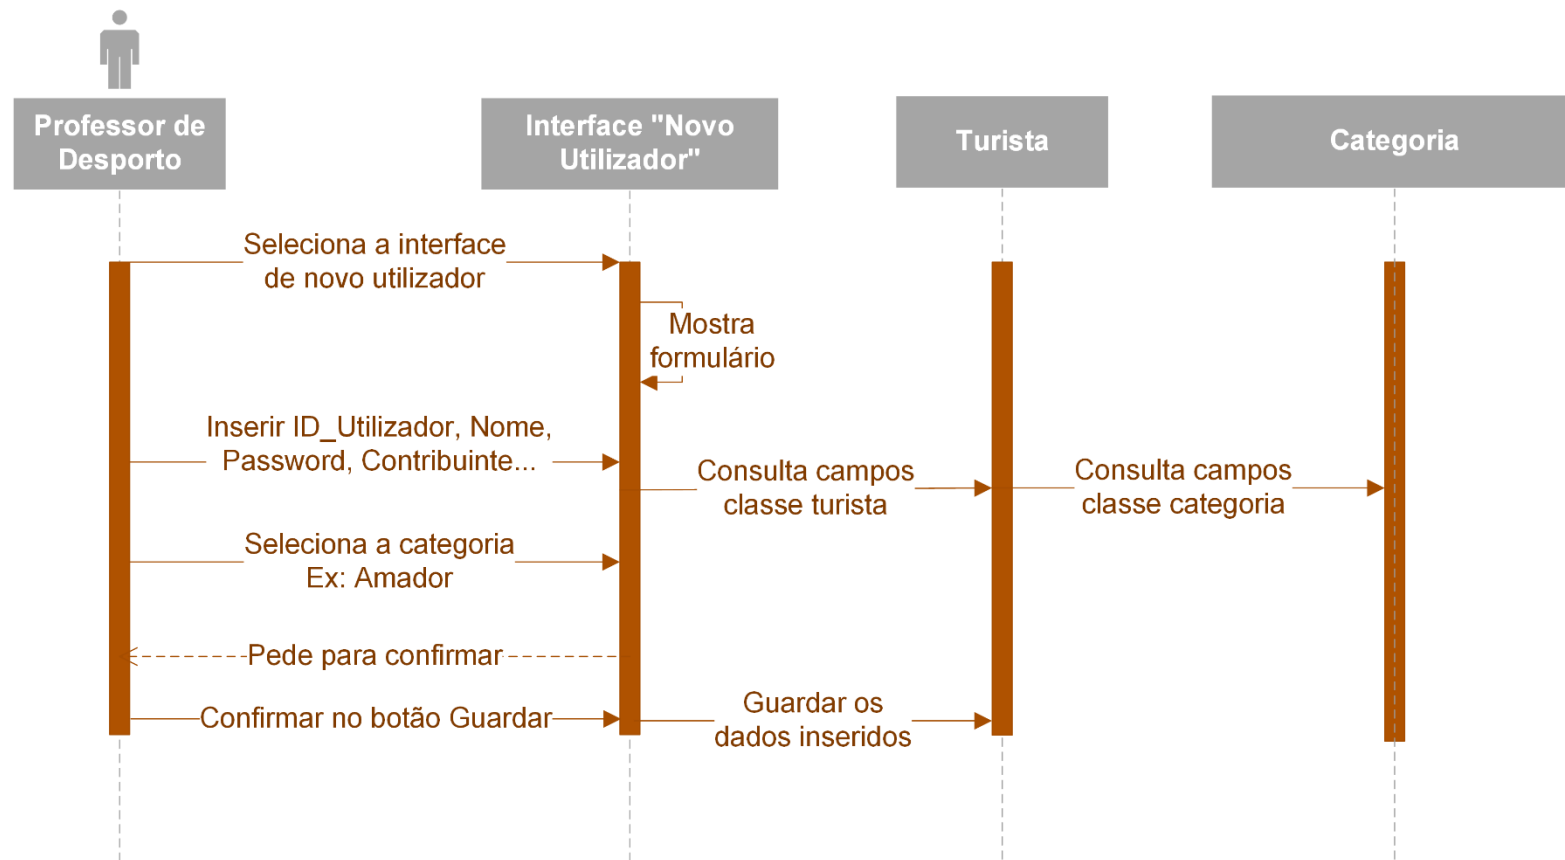 Professor de
Desporto
Interface "Novo
Utilizador"
Turista
Categoria
Seleciona a interface
de novo utilizador
Mostra
formulário
Inserir ID_Utilizador, Nome,
Password, Contribuinte...
Consulta campos
classe turista
Consulta campos
classe categoria
Seleciona a categoria
Ex: Amador
Pede para confirmar
Confirmar no botão Guardar
Guardar os
dados inseridos